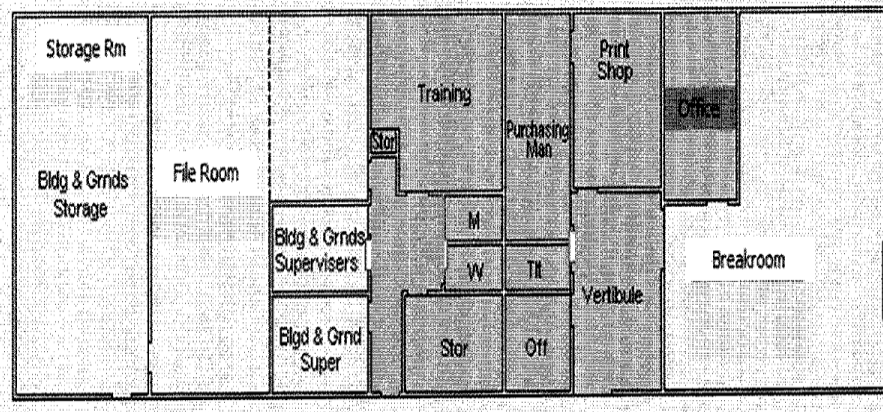 Storage Rm
Bldg & Grnds
Storage
File Room
Bldg & Grnds
Supervisers
Blgd & Grnd
Super
Training
Stor
M
W
Stor
Purchasing
Man
Tlt
Off
Print
Shop
Vertibule
Office
Breakroom